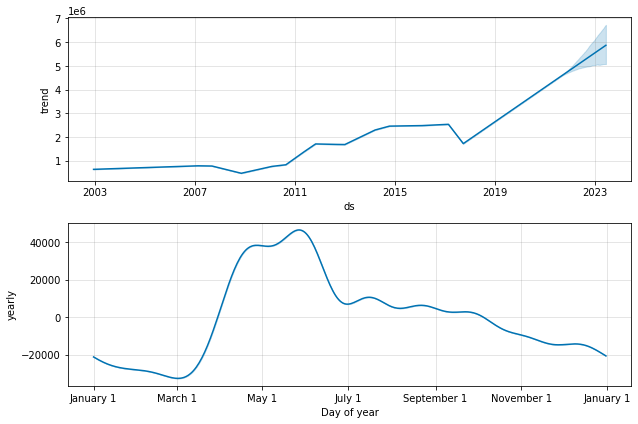 1e6
7
6
5
4
3
2
1
trend
2003 2007 2011 2015 2019 2023
ds
40000
20000
0
−20000
yearly
January 1 March 1 May 1 July 1 September 1 November 1 January 1
Day of year